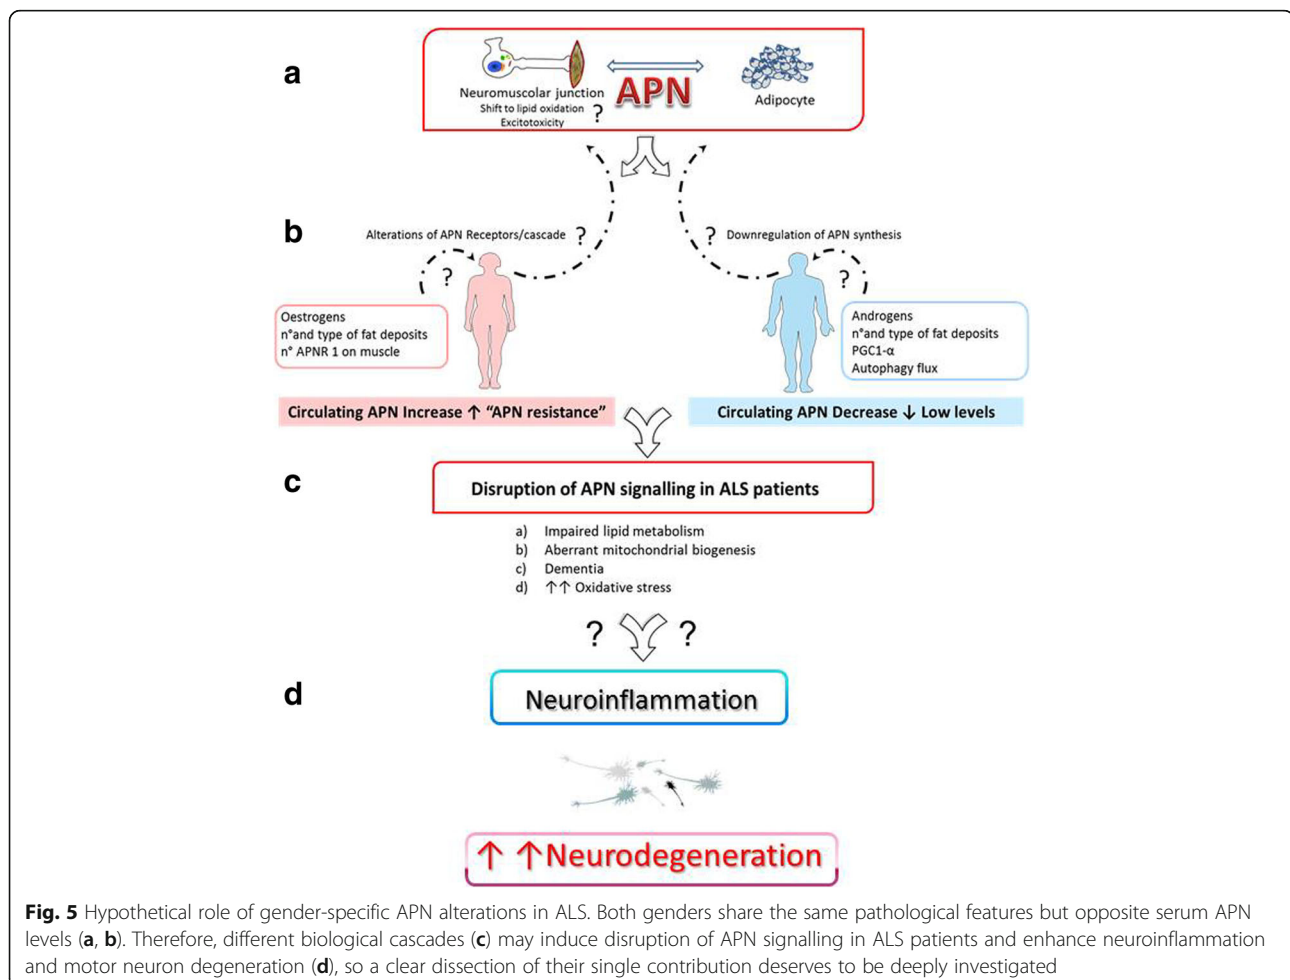 a
Neuromuscular junction
Shift to lipid oxidation
Excitotoxicity
?
APN
Adipocyte
b
Alterations of APN Receptors/cascade ?
? Downregulation of APN synthesis
?
?
Oestrogens
n°and type of fat deposits
n° APNR 1 on muscle
Androgens
n°and type of fat deposits
PGC1-α
Autophagy flux
Circulating APN Increase ↑ “APN resistance”
Circulating APN Decrease ↓ Low levels
c
Disruption of APN signalling in ALS patients
a) Impaired lipid metabolism
b) Aberrant mitochondrial biogenesis
c) Dementia
d) ↑↑ Oxidative stress
? ?
d
Neuroinflammation
↑ ↑Neurodegeneration
Fig. 5 Hypothetical role of gender-specific APN alterations in ALS. Both genders share the same pathological features but opposite serum APN
levels (a, b). Therefore, different biological cascades (c) may induce disruption of APN signalling in ALS patients and enhance neuroinflammation
and motor neuron degeneration (d), so a clear dissection of their single contribution deserves to be deeply investigated